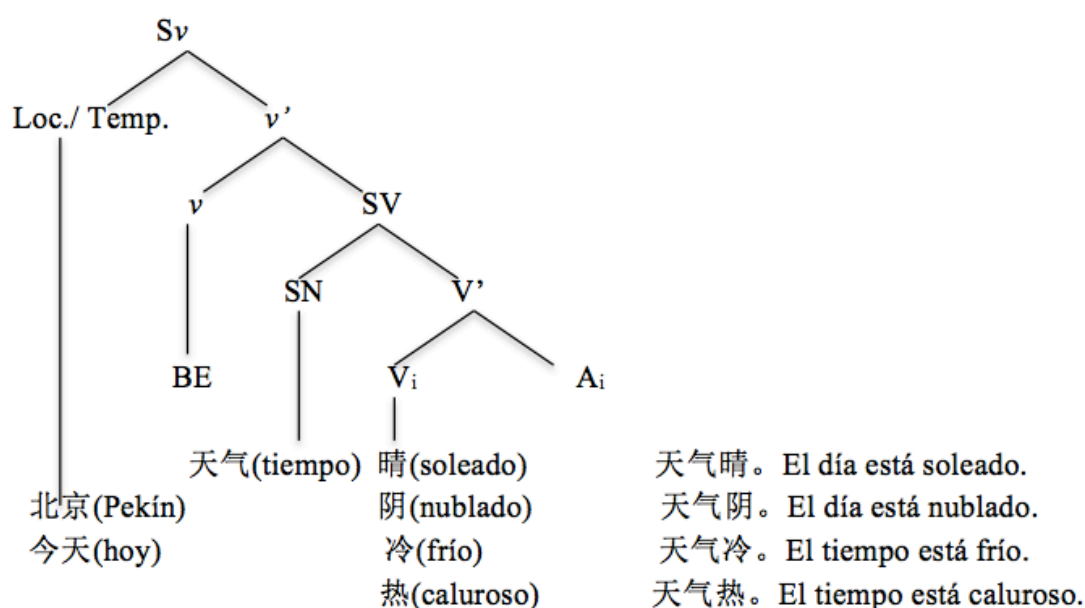 Sv
Loc./ Temp. v’
v SV
SN V’
BE Vi Ai
天气(tiempo) 晴(soleado) 天气晴。El día está soleado.
北京(Pekín) 阴(nublado) 天气阴。El día está nublado.
今天(hoy) 冷(frío) 天气冷。El tiempo está frío.
热(caluroso) 天气热。El tiempo está caluroso.